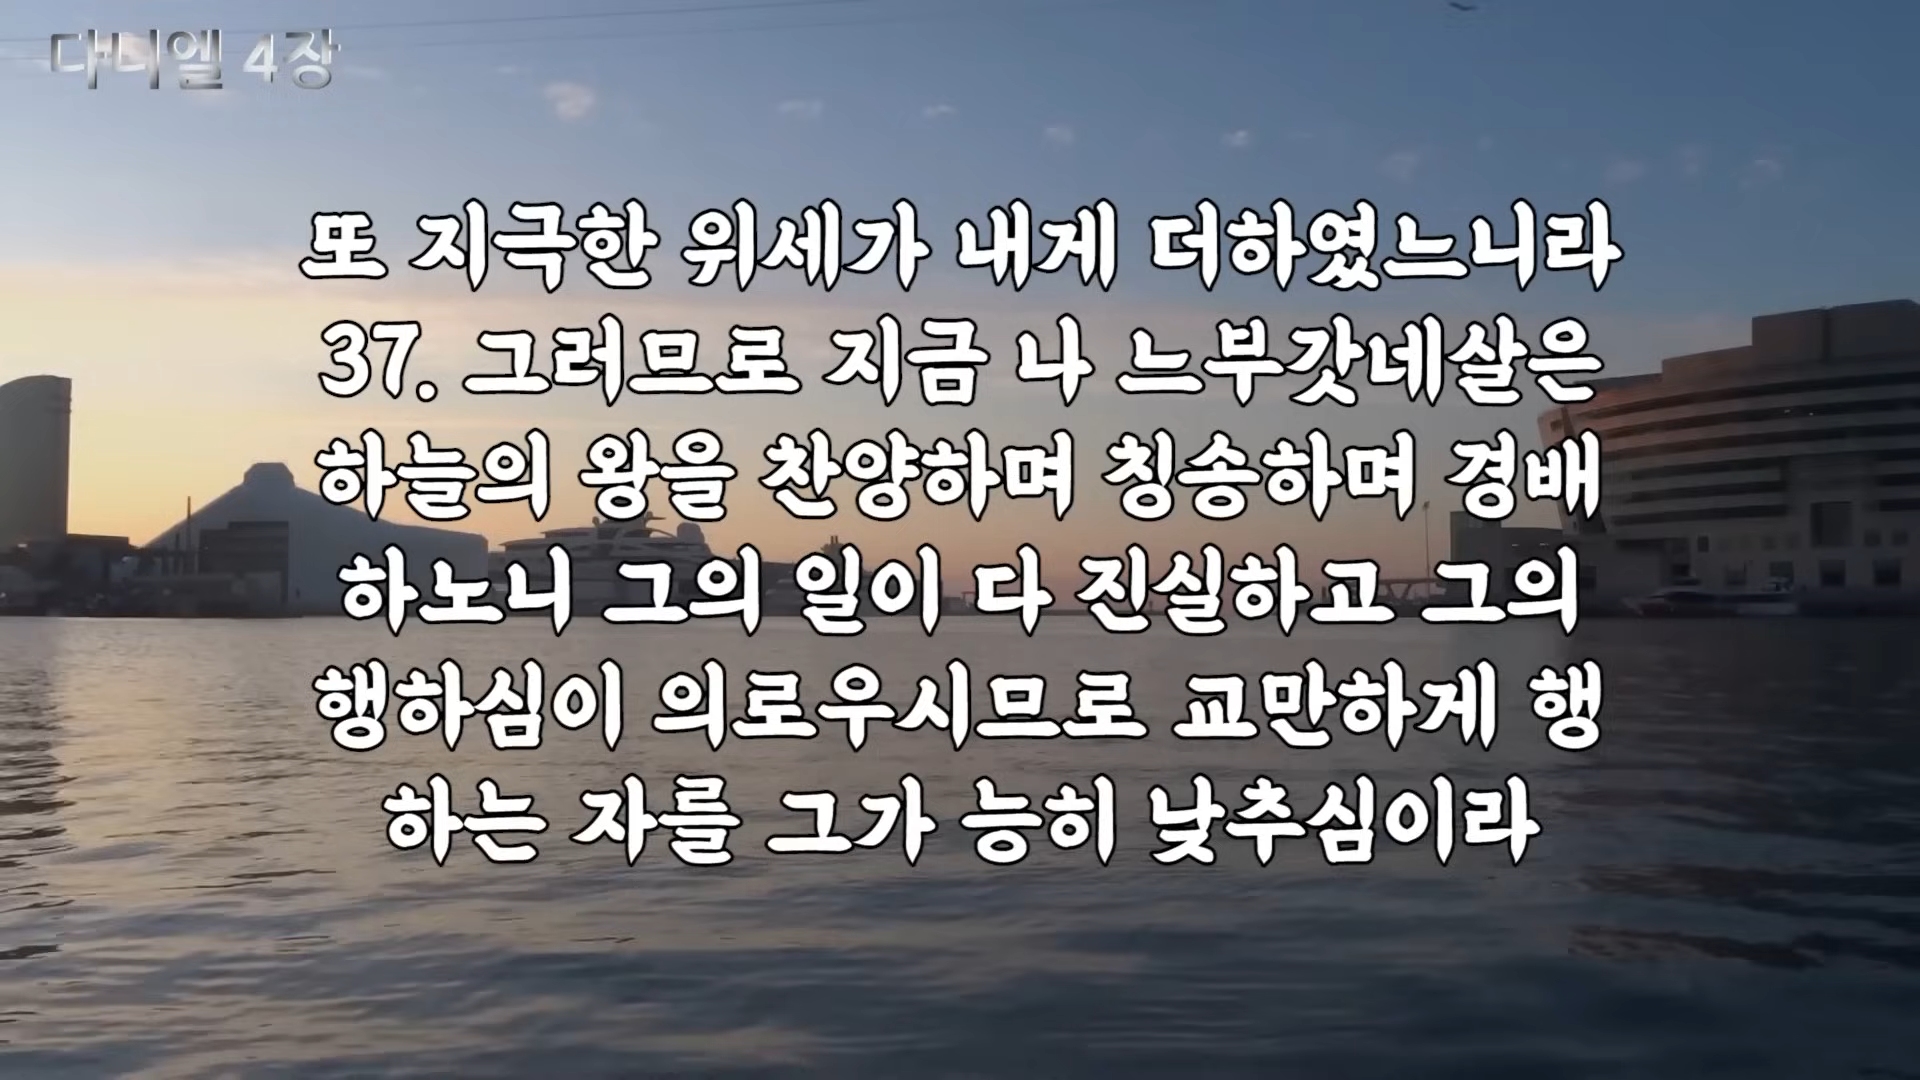 다니엘 4장
또 지극한 위세가 내게 더하였느니라
37. 그러므로 지금 나 느부갓네살은
하늘의 왕을 찬양하며 칭송하며 경배
하노니 그의 일이 다 진실하고 그의
행하심이 의로우시므로 교만하게 행
하는 자를 그가 능히 낮추심이라